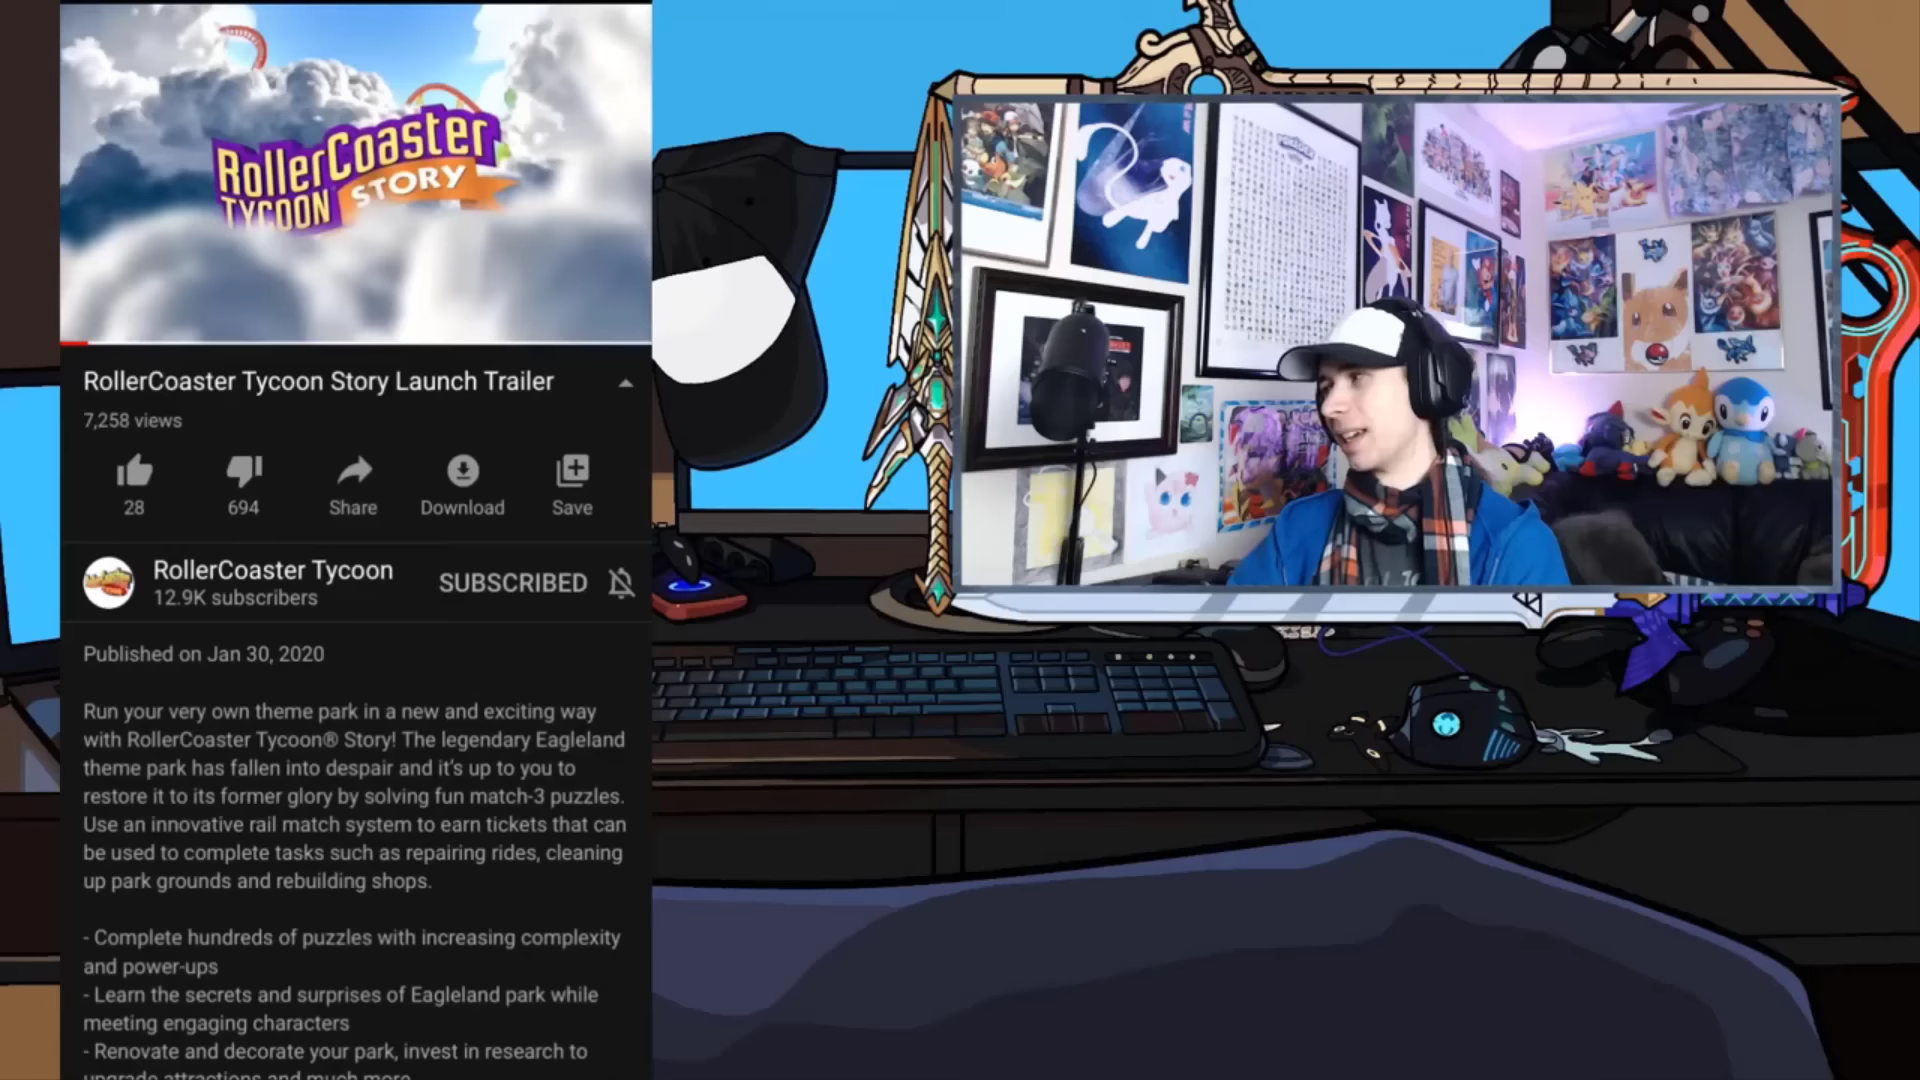 RollerCoaster
TYCOON STORY
RollerCoaster Tycoon Story Launch Trailer
7,258 views
28
694
Share
Download
Save
RollerCoaster Tycoon
12.9K subscribers
SUBSCRIBED
Published on Jan 30, 2020
Run your very own theme park in a new and exciting way
with RollerCoaster Tycoon® Story! The legendary Eagleland
theme park has fallen into despair and it's up to you to
restore it to its former glory by solving fun match-3 puzzles.
Use an innovative rail match system to earn tickets that can
be used to complete tasks such as repairing rides, cleaning
up park grounds and rebuilding shops.
- Complete hundreds of puzzles with increasing complexity
and power-ups
- Learn the secrets and surprises of Eagleland park while
meeting engaging characters
- Renovate and decorate your park, invest in research to
upgrade attractions and much more